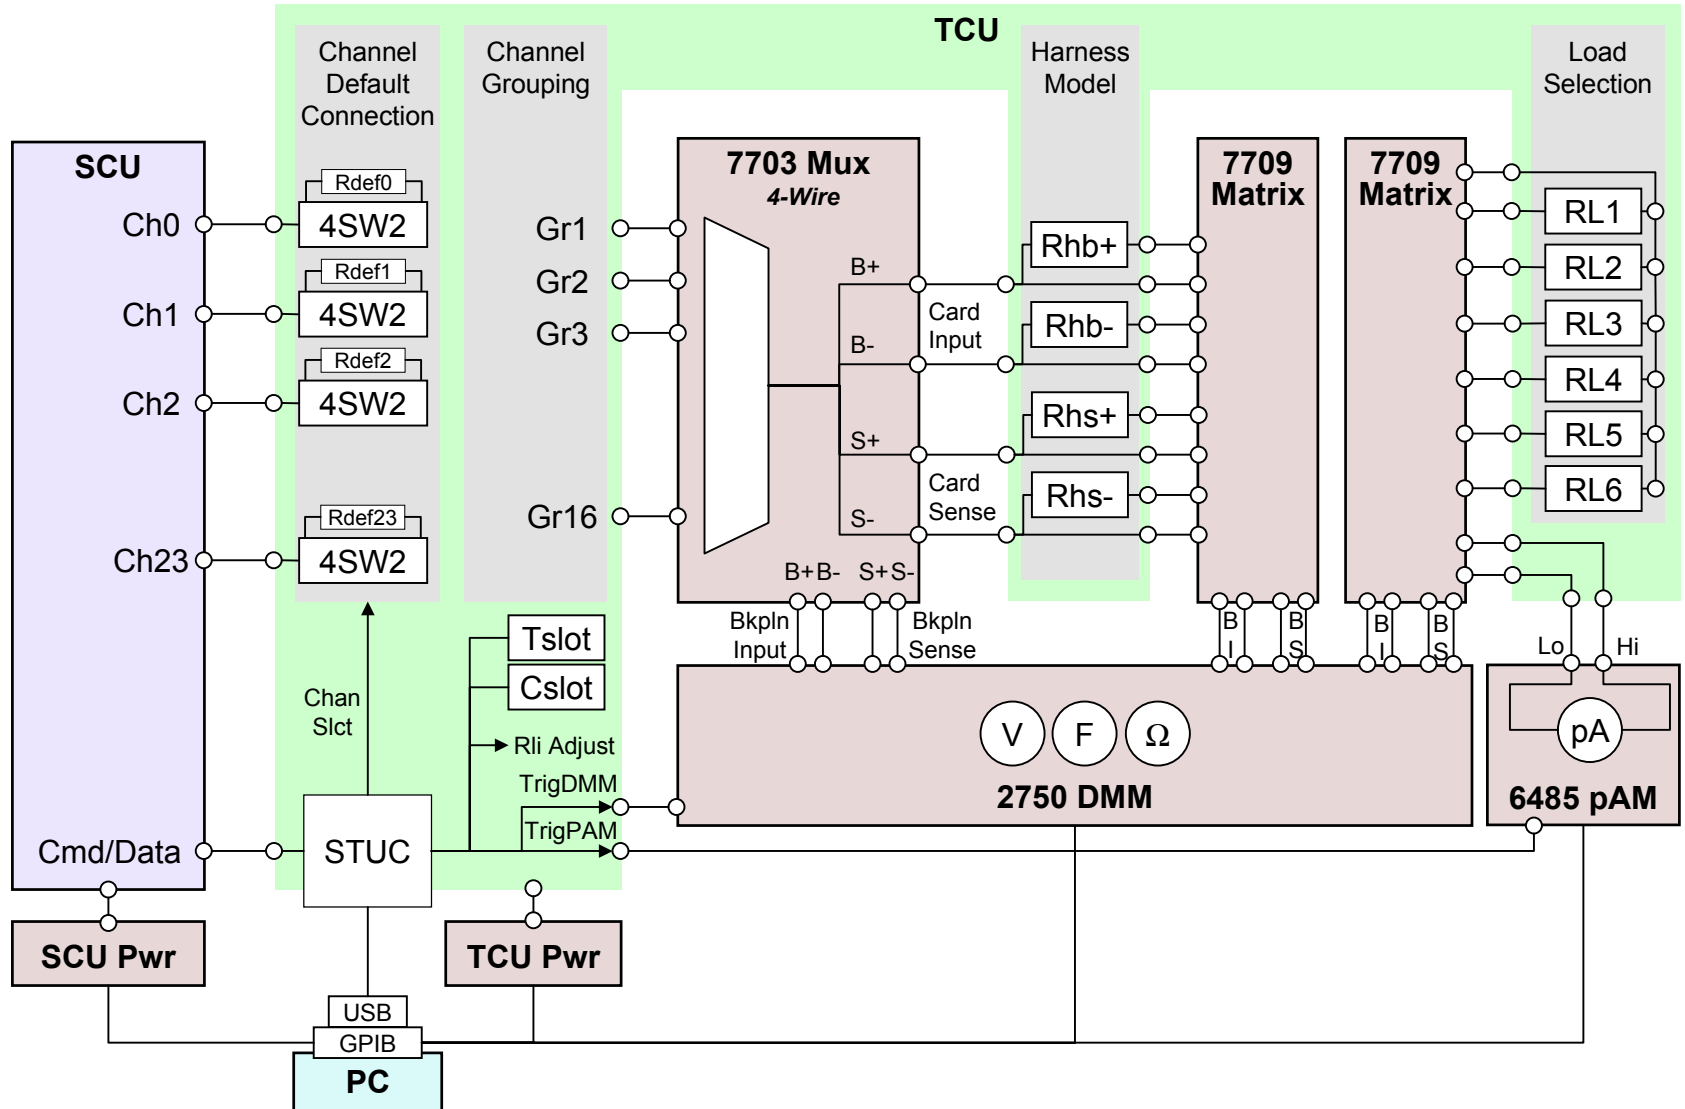 TCU
Channel
Default
Connection
Channel
Grouping
Harness
Model
Load
Selection
SCU
Ch0
Ch1
Ch2
Ch23
Cmd/Data
Rdef0
4SW2
Rdef1
4SW2
Rdef2
4SW2
Rdef23
4SW2
Gr1
Gr2
Gr3
Gr16
7703 Mux
4-Wire
B+
B-
S+
S-
B+ B- S+ S-
Card
Input
Card
Sense
Rhb+
Rhb-
Rhs+
Rhs-
7709
Matrix
7709
Matrix
RL1
RL2
RL3
RL4
RL5
RL6
Bkpln
Input
Bkpln
Sense
B
I
B
S
B
I
B
S
Lo
Hi
Tslot
Cslot
Rli Adjust
TrigDMM
TrigPAM
Chan
Slct
STUC
V
F
Ω
2750 DMM
pA
6485 pAM
SCU Pwr
TCU Pwr
USB
GPIB
PC